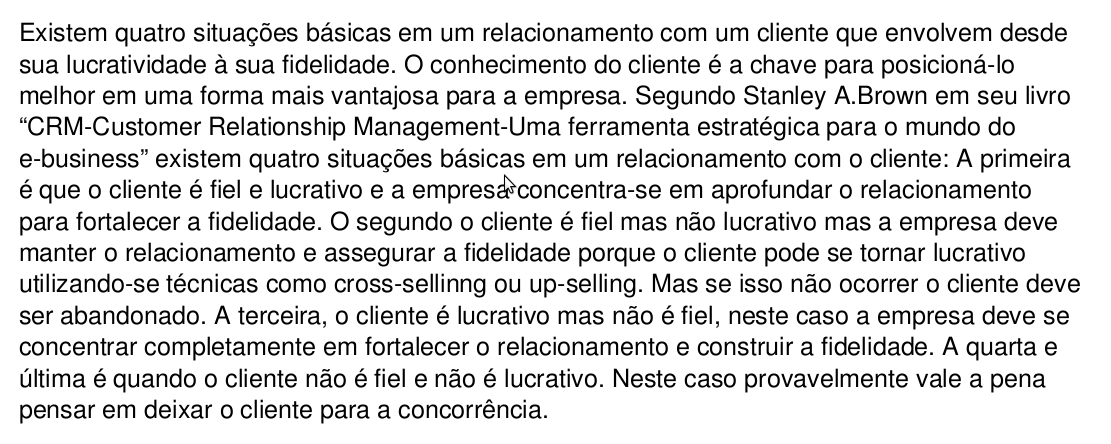 Existem quatro situações básicas em um relacionamento com um cliente que envolvem desde
sua lucratividade à sua fidelidade. O conhecimento do cliente é a chave para posicioná-lo
melhor em uma forma mais vantajosa para a empresa. Segundo Stanley A.Brown em seu livro
“CRM-Customer Relationship Management-Uma ferramenta estratégica para o mundo do
e-business” existem quatro situações básicas em um relacionamento com o cliente: A primeira
é que o cliente é fiel e lucrativo e a empresa concentra-se em aprofundar o relacionamento
para fortalecer a fidelidade. O segundo o cliente é fiel mas não lucrativo mas a empresa deve
manter o relacionamento e assegurar a fidelidade porque o cliente pode se tornar lucrativo
utilizando-se técnicas como cross-sellinng ou up-selling. Mas se isso não ocorrer o cliente deve
ser abandonado. A terceira, o cliente é lucrativo mas não é fiel, neste caso a empresa deve se
concentrar completamente em fortalecer o relacionamento e construir a fidelidade. A quarta e
última é quando o cliente não é fiel e não é lucrativo. Neste caso provavelmente vale a pena
pensar em deixar o cliente para a concorrência.